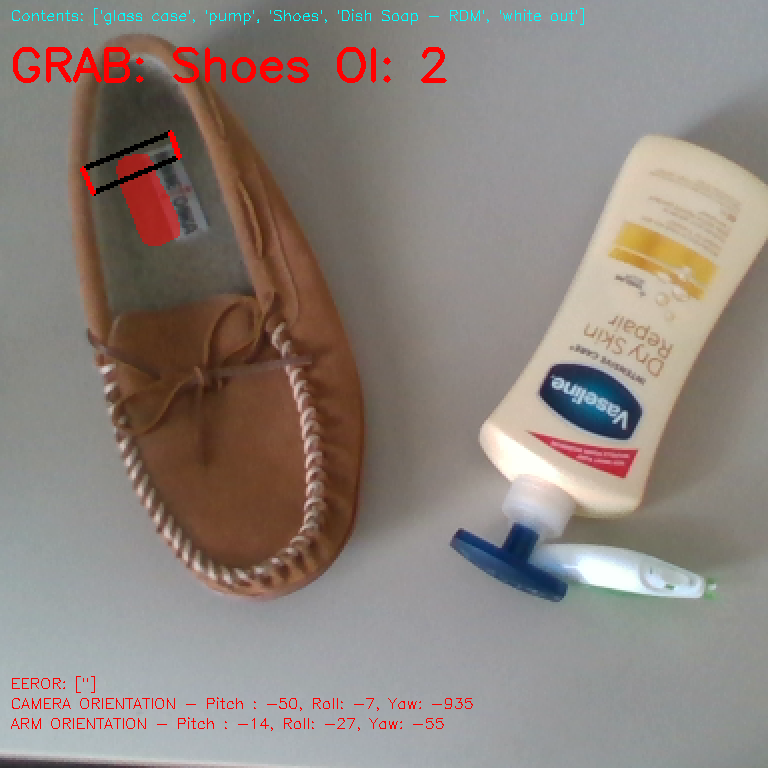 Contents: ['glass case', 'pump', 'Shoes', 'Dish Soap - RDM', 'white out']
GRAB: Shoes OI: 2
Dry Skin
Repair
INTENSIVE CARE™
Vaseline
EEROR: ['']
CAMERA ORIENTATION - Pitch : -50, Roll: -7, Yaw: -935
ARM ORIENTATION - Pitch : -14, Roll: -27, Yaw: -55